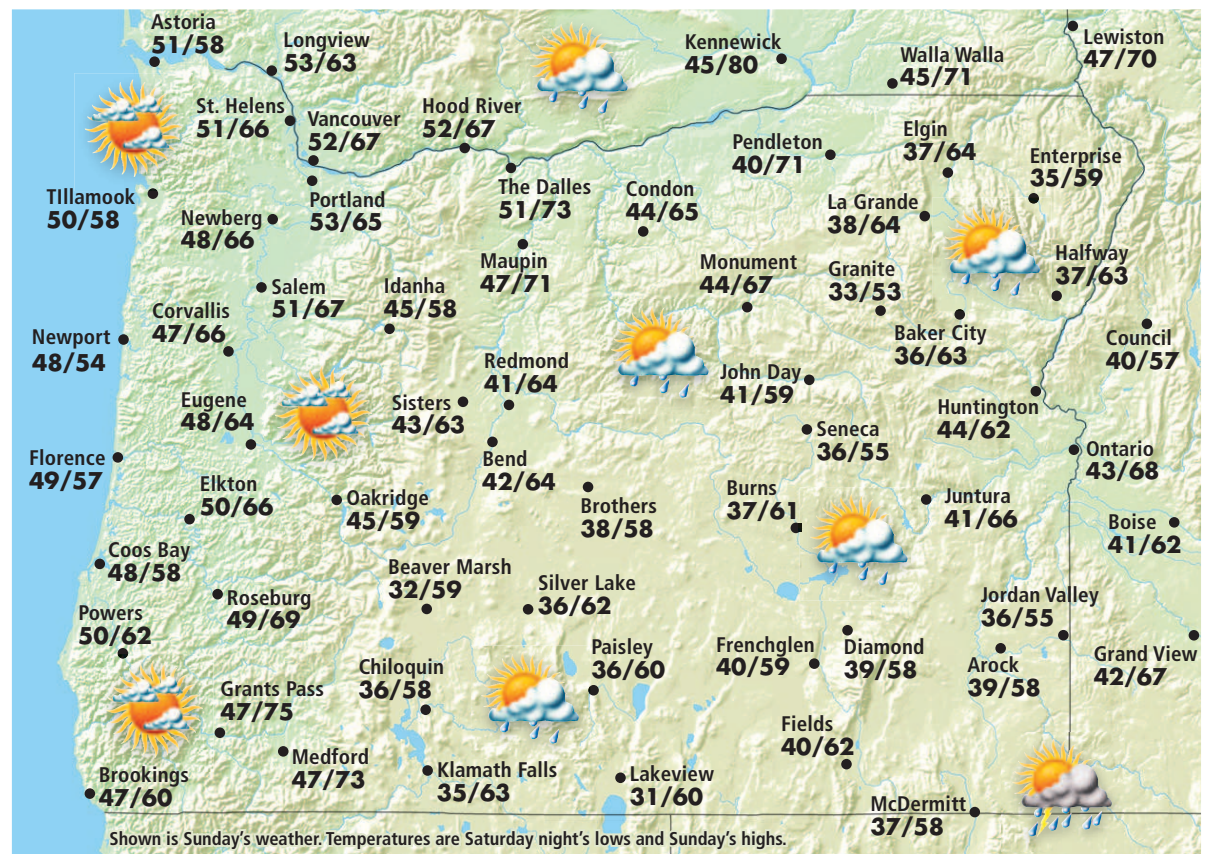 Astoria
51/58
Longview
53/63
Kennewick
45/80
Walla Walla
45/71
Lewiston
47/70
St. Helens
51/66
Vancouver
52/67
Hood River
52/67
Pendleton
40/71
Elgin
37/64
Enterprise
35/59
TIllamook
50/58
Newberg
48/66
Portland
53/65
The Dalles
51/73
Condon
44/65
La Grande
38/64
Maupin
47/71
Monument
44/67
Granite
33/53
Halfway
37/63
Salem
51/67
Idanha
45/58
Corvallis
47/66
Newport
48/54
Baker City
36/63
Council
40/57
Redmond
41/64
John Day
41/59
Eugene
48/64
Sisters
43/63
Huntington
44/62
Seneca
36/55
Ontario
43/68
Florence
49/57
Bend
42/64
Elkton
50/66
Oakridge
45/59
Brothers
38/58
Burns
37/61
Juntura
41/66
Boise
41/62
Coos Bay
48/58
Beaver Marsh
32/59
Silver Lake
36/62
Roseburg
49/69
Jordan Valley
36/55
Powers
50/62
Chiloquin
36/58
Paisley
36/60
Frenchglen
40/59
Diamond
39/58
Arock
39/58
Grand View
42/67
Grants Pass
47/75
Fields
40/62
Medford
47/73
Klamath Falls
35/63
Lakeview
31/60
Brookings
47/60
McDermitt
37/58
Shown is Sunday's weather. Temperatures are Saturday night's lows and Sunday's highs.